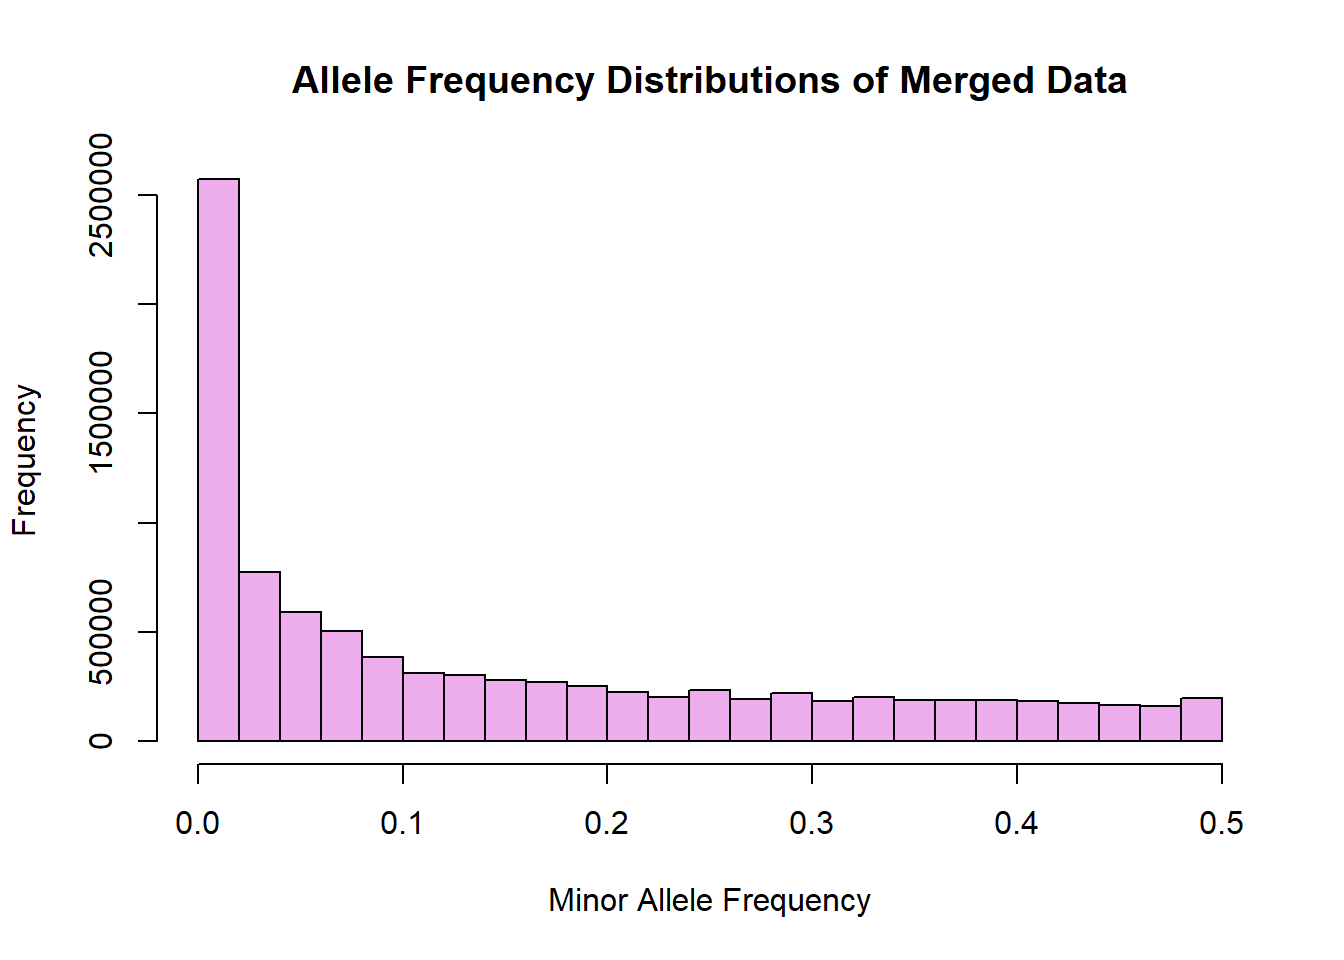 Allele Frequency Distributions of Merged Data
Frequency
2500000
1500000
500000
0
0.0 0.1 0.2 0.3 0.4 0.5
Minor Allele Frequency